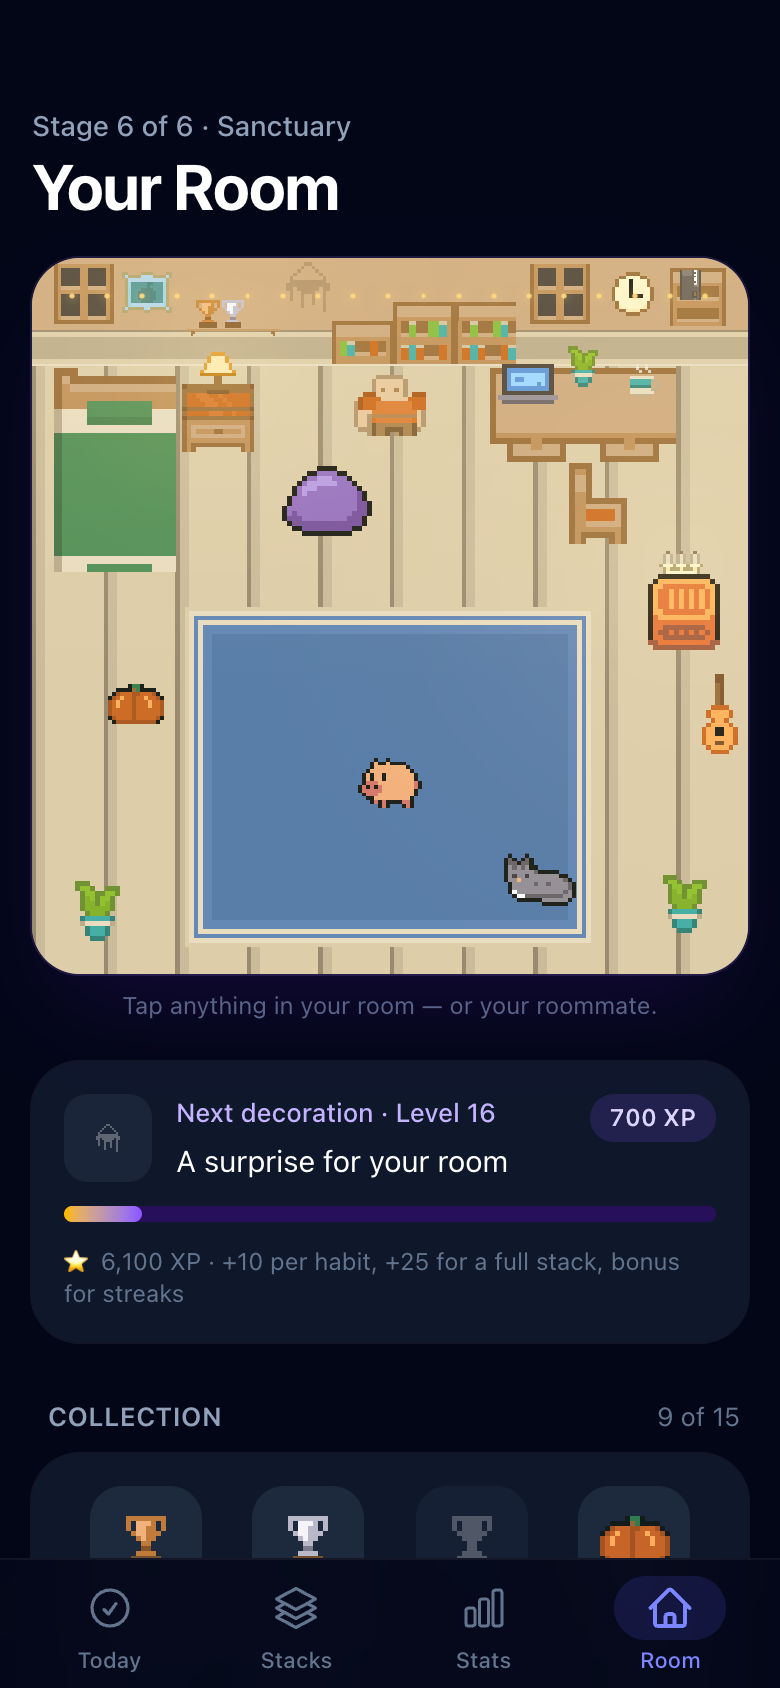 Stage 6 of 6 · Sanctuary
Your Room
Tap anything in your room — or your roommate.
Next decoration · Level 16
700 XP
A surprise for your room
6,100 XP · +10 per habit, +25 for a full stack, bonus
for streaks
COLLECTION
9 of 15
Today
Stacks
Stats
Room